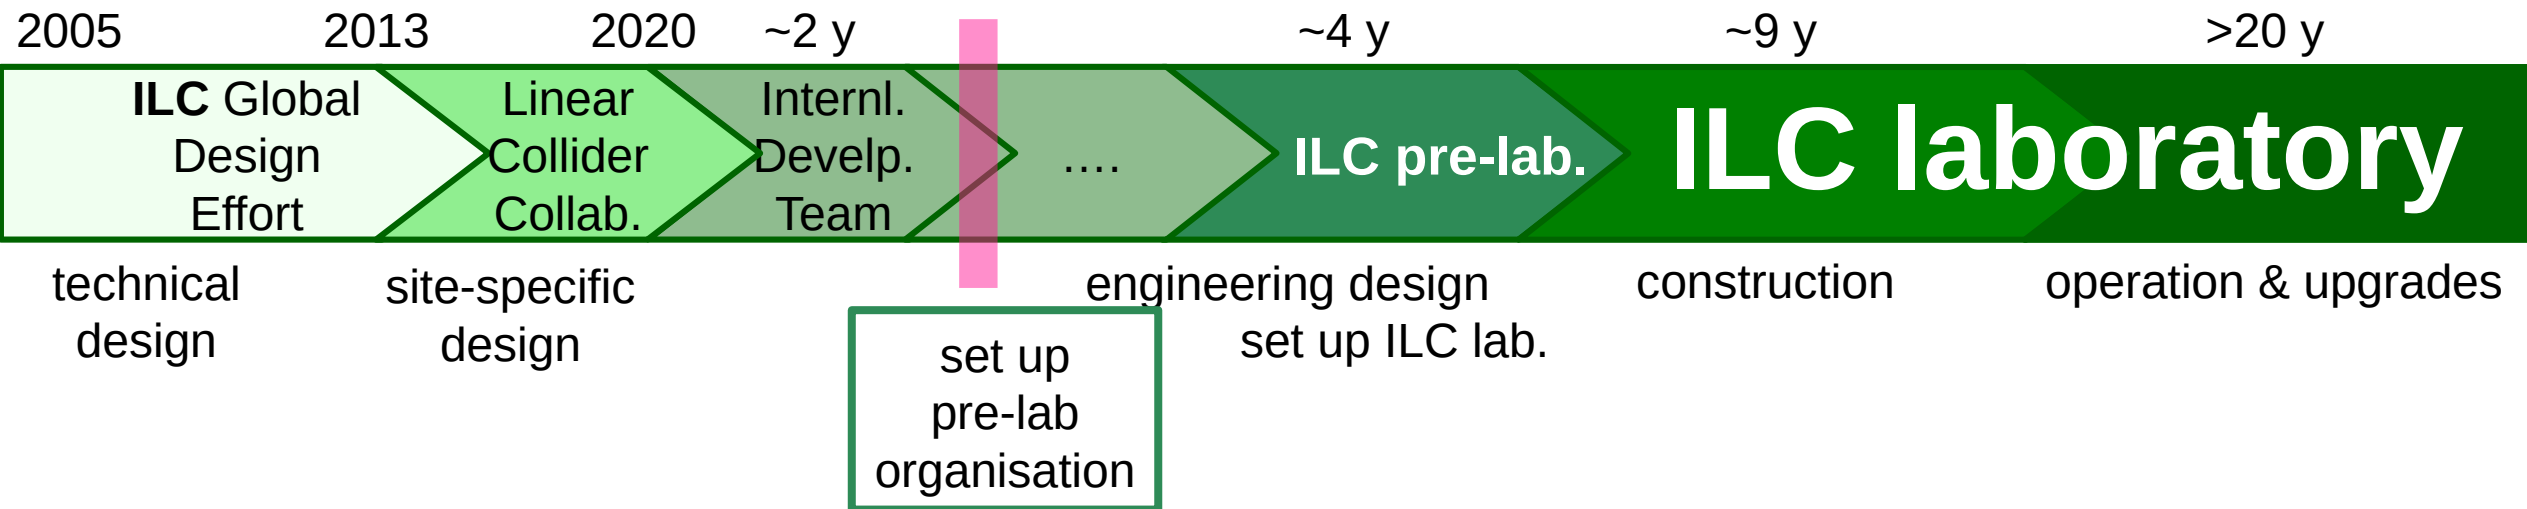 2005 2013 2020 ~2 y ~4 y ~9 y >20 y
ILC Global
Design
Effort
Linear
Collider
Collab.
Internl.
Develp.
Team
....
ILC pre-lab.
ILC laboratory
technical
design
site-specific
design
set up
pre-lab
organisation
engineering design
set up ILC lab.
construction
operation & upgrades